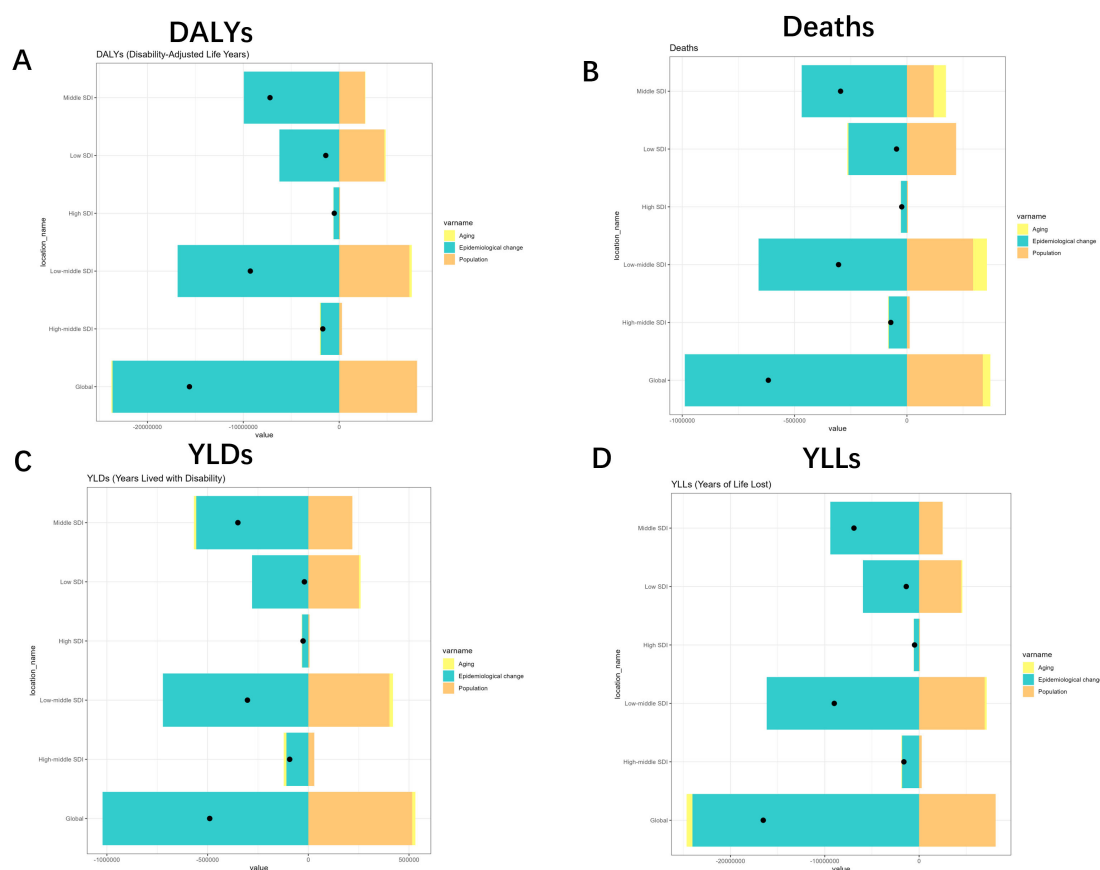 DALYs
A
DALYs (Disability-Adjusted Life Years)
Middle SDI
Low SDI
High SDI
Low-middle SDI
High-middle SDI
Global
location_name
-20000000 -10000000 0
value
varname
Aging
Epidemiological change
Population
Deaths
B
Deaths
Middle SDI
Low SDI
High SDI
Low-middle SDI
High-middle SDI
Global
location_name
-1000000 -500000 0
value
varname
Aging
Epidemiological change
Population
YLDs
C
YLDs (Years Lived with Disability)
Middle SDI
Low SDI
High SDI
Low-middle SDI
High-middle SDI
Global
location_name
-1000000 -500000 0 500000
value
varname
Aging
Epidemiological change
Population
YLLs
D
YLLs (Years of Life Lost)
Middle SDI
Low SDI
High SDI
Low-middle SDI
High-middle SDI
Global
location_name
-20000000 -10000000 0
value
varname
Aging
Epidemiological chang
Population